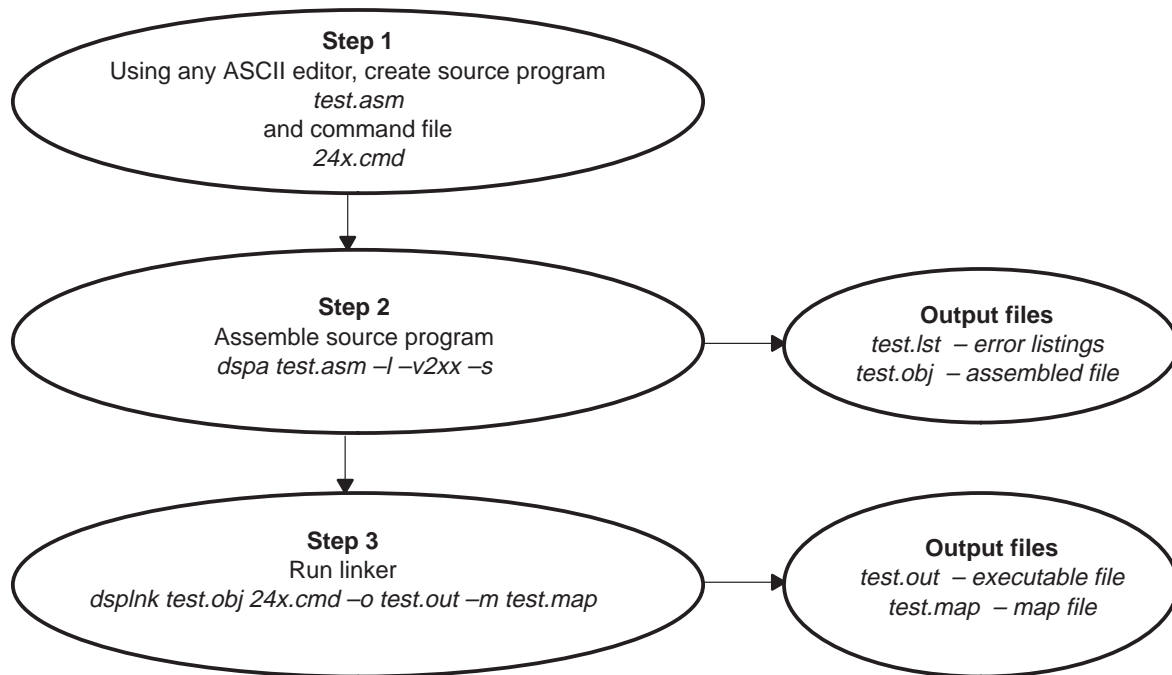 Step 1
Using any ASCII editor, create source program
test.asm
and command file
24x.cmd
Step 2
Assemble source program
dspa test.asm –l –v2xx –s
Output files
test.lst – error listings
test.obj – assembled file
Step 3
Run linker
dsplnk test.obj 24x.cmd –o test.out –m test.map
Output files
test.out – executable file
test.map – map file